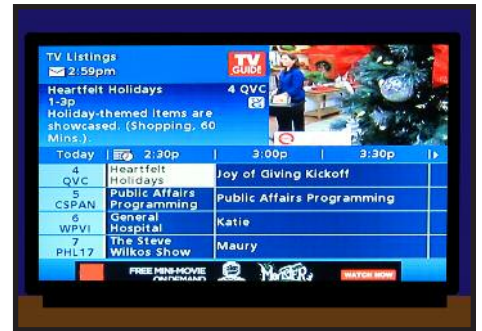 TV Listings
2:59pm
TV
GUIDE
Heartfelt Holidays 4 QVC
1-3p
Holiday-themed items are
showcased. (Shopping, 60
Mins.).
Today 2:30p 3:00p 3:30p
4
QVC
Heartfelt
Holidays
Joy of Giving Kickoff
5
CSPAN
Public Affairs
Programming
Public Affairs Programming
6
WPVI
General
Hospital
Katie
7
PHL17
The Steve
Wilkos Show
Maury
FREE MINI-MOVIE
ON DEMAND
WATCH NOW